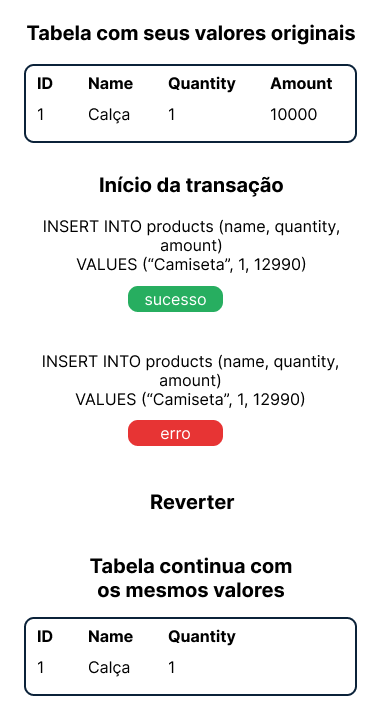 Tabela com seus valores originais
ID Name Quantity Amount
1 Calça 1 10000
Início da transação
INSERT INTO products (name, quantity,
amount)
VALUES (“Camiseta”, 1, 12990)
sucesso
INSERT INTO products (name, quantity,
amount)
VALUES (“Camiseta”, 1, 12990)
erro
Reverter
Tabela continua com
os mesmos valores
ID Name Quantity
1 Calça 1